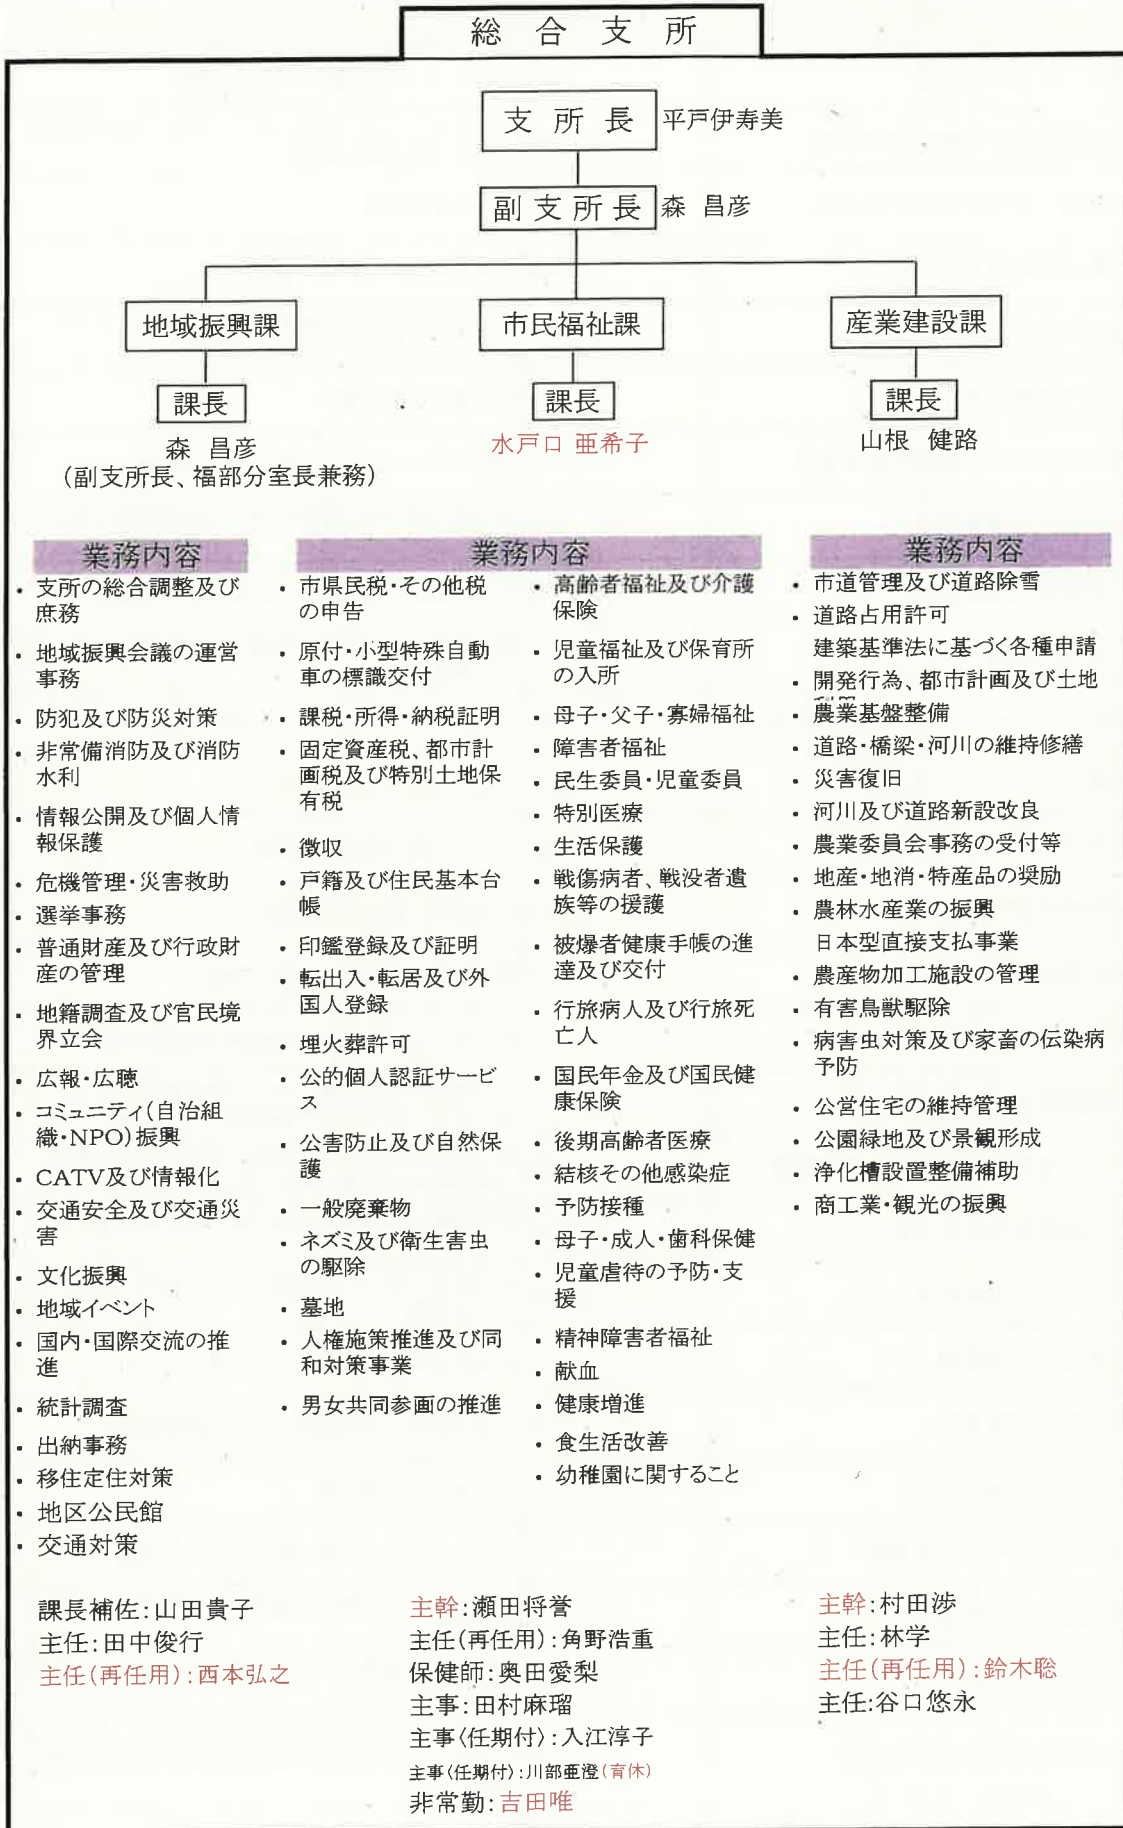 総合支所
支所長 平戸伊寿美
副支所長 森 昌彦
地域振興課
市民福祉課
産業建設課
課長
課長
課長
森 昌彦
(副支所長、福部分室長兼務)
水戸口 亜希子
山根 健路
業務内容
・支所の総合調整及び
庶務
・地域振興会議の運営
事務
・防犯及び防災対策
・非常備消防及び消防
水利
・情報公開及び個人情
報保護
・危機管理・災害救助
・選挙事務
・普通財産及び行政財
産の管理
・地籍調査及び官民境
界立会
・広報・広聴
・コミュニティ(自治組
織・NPO)振興
・CATV及び情報化
・交通安全及び交通災
害
・文化振興
・地域イベント
・国内・国際交流の推
進
・統計調査
・出納事務
・移住定住対策
・地区公民館
・交通対策
業務内容
・市県民税・その他税
の申告
・原付・小型特殊自動
車の標識交付
・課税・所得・納税証明
・固定資産税、都市計
画税及び特別土地保
有税
・徴収
・戸籍及び住民基本台
帳
・印鑑登録及び証明
・転出入・転居及び外
国人登録
・埋火葬許可
・公的個人認証サービ
ス
・公害防止及び自然保
護
・一般廃棄物
・ネズミ及び衛生害虫
の駆除
・墓地
・人権施策推進及び同
和対策事業
・男女共同参画の推進
・高齢者福祉及び介護
保険
・児童福祉及び保育所
の入所
・母子・父子・寡婦福祉
・障害者福祉
・民生委員・児童委員
・特別医療
・生活保護
・戦傷病者、戦没者遺
族等の援護
・被爆者健康手帳の進
達及び交付
・行旅病人及び行旅死
亡人
・国民年金及び国民健
康保険
・後期高齢者医療
・結核その他感染症
・予防接種
・母子・成人・歯科保健
・児童虐待の予防・支
援
・精神障害者福祉
・献血
・健康増進
・食生活改善
・幼稚園に関すること
業務内容
・市道管理及び道路除雪
・道路占用許可
建築基準法に基づく各種申請
・開発行為、都市計画及び土地
・農業基盤整備
・道路・橋梁・河川の維持修繕
・災害復旧
・河川及び道路新設改良
・農業委員会事務の受付等
・地産・地消・特産品の奨励
・農林水産業の振興
日本型直接支払事業
・農産物加工施設の管理
・有害鳥獣駆除
・病害虫対策及び家畜の伝染病
予防
・公営住宅の維持管理
・公園緑地及び景観形成
・浄化槽設置整備補助
・商工業・観光の振興
課長補佐:山田貴子
主任:田中俊行
主任(再任用):西本弘之
主幹:瀬田将誉
主任(再任用):角野浩重
保健師:奥田愛梨
主事:田村麻瑠
主事〈任期付〉:入江淳子
主事〈任期付〉:川部亜澄(育休)
非常勤:吉田唯
主幹:村田渉
主任:林学
主任(再任用):鈴木聡
主任:谷口悠永